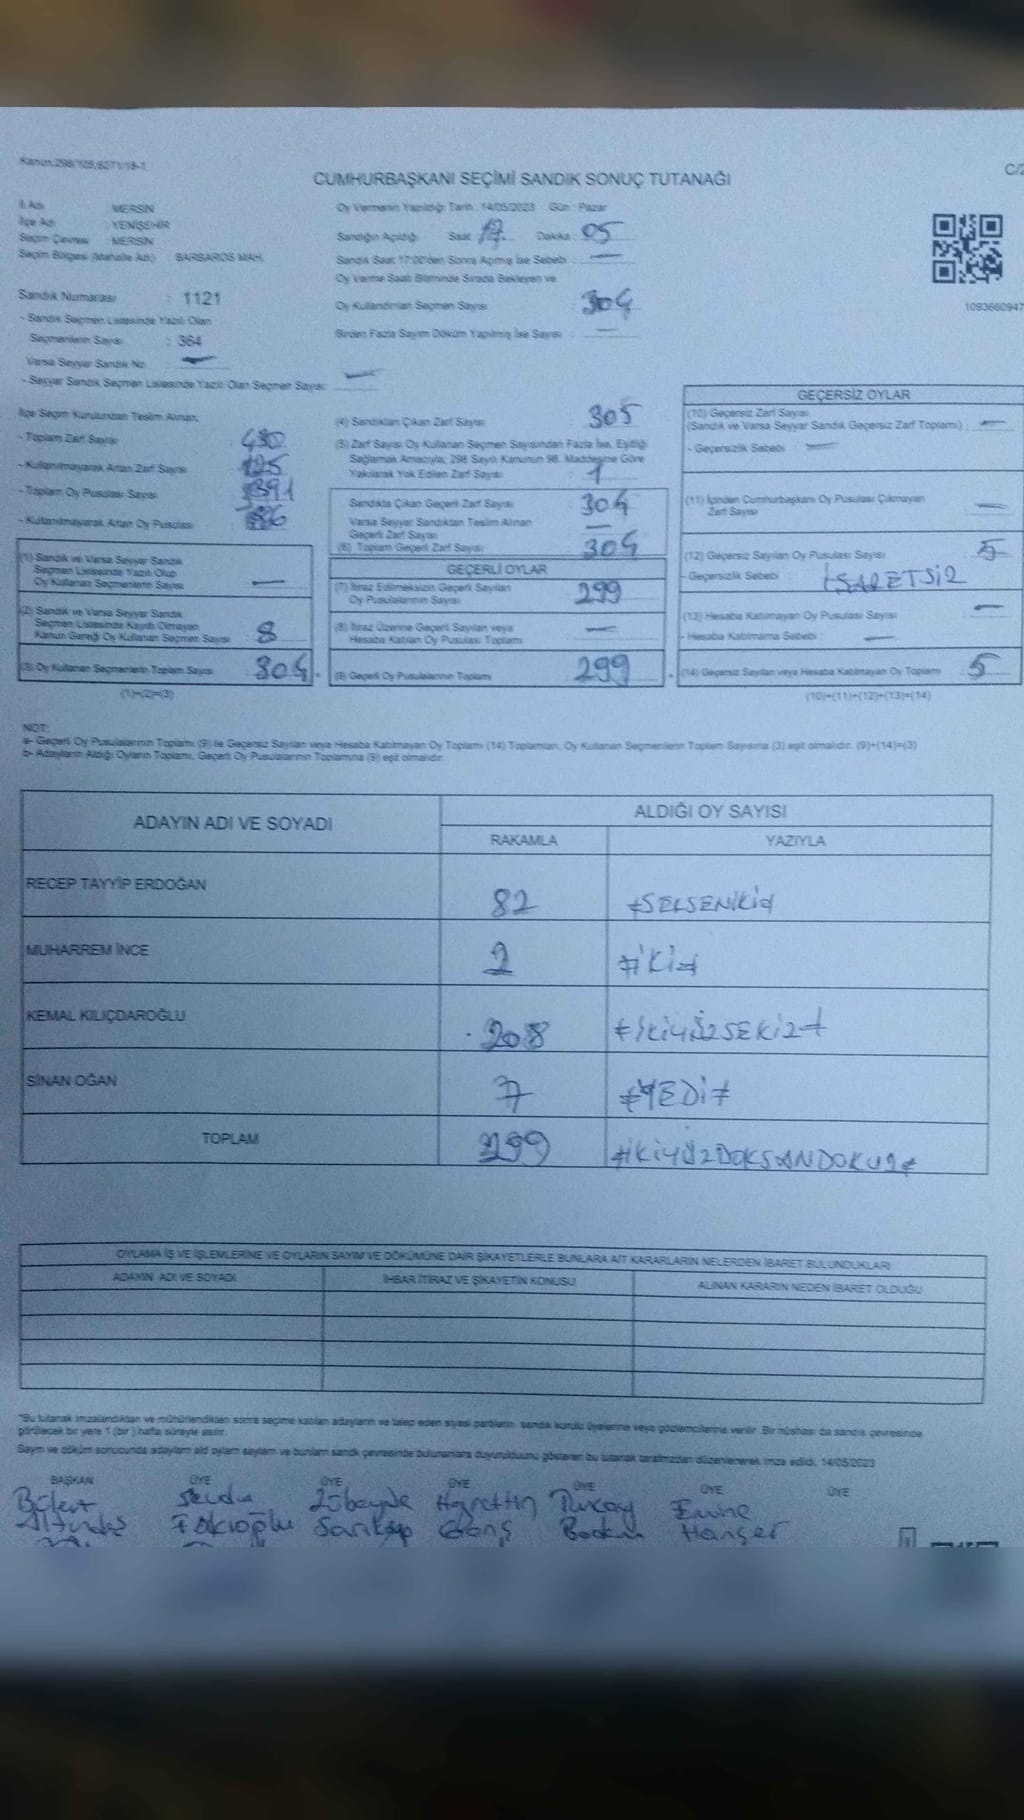 Kanun:298/105;6271/18-1
C/2
CUMHURBAŞKANI SEÇİMİ SANDIK SONUÇ TUTANAĞI
İl Adı : MERSİN
İlçe Adı : YENİŞEHİR
Seçim Çevresi : MERSİN
Seçim Bölgesi (Mahalle Adı) : BARBAROS MAH.
Oy Vermenin Yapıldığı Tarih : 14/05/2023 Gün : Pazar
Sandığın Açıldığı Saat : 17 Dakika : 05
Sandık Saat 17:00'den Sonra Açılmış İse Sebebi : —
Oy Verme Saati Bitiminde Sırada Bekleyen ve
Oy Kullandırılan Seçmen Sayısı : 304
Birden Fazla Sayım Döküm Yapılmış İse Sayısı : —
1093660947
Sandık Numarası : 1121
- Sandık Seçmen Listesinde Yazılı Olan
Seçmenlerin Sayısı : 364
Varsa Seyyar Sandık No : —
- Seyyar Sandık Seçmen Listesinde Yazılı Olan Seçmen Sayısı: —
İlçe Seçim Kurulundan Teslim Alınan;
- Toplam Zarf Sayısı : 430
- Kullanılmayarak Artan Zarf Sayısı : 125
- Toplam Oy Pusulası Sayısı
- Kullanılmayarak Artan Oy Pusulası
(1) Sandık ve Varsa Seyyar Sandık
Seçmen Listesinde Yazılı Olup
Oy Kullanan Seçmenlerin Sayısı : —
(2) Sandık ve Varsa Seyyar Sandık
Seçmen Listesinde Kayıtlı Olmayan
Kanun Gereği Oy Kullanan Seçmen Sayısı : 8
(3) Oy Kullanan Seçmenlerin Toplam Sayısı : 304
(1)+(2)=(3)
(4) Sandıktan Çıkan Zarf Sayısı : 305
(5) Zarf Sayısı Oy Kullanan Seçmen Sayısından Fazla İse, Eşitliği
Sağlamak Amacıyla; 298 Sayılı Kanunun 98. Maddesine Göre
Yakılarak Yok Edilen Zarf Sayısı : 1
Sandıkta Çıkan Geçerli Zarf Sayısı : 304
Varsa Seyyar Sandıktan Teslim Alınan
Geçerli Zarf Sayısı : —
(6) Toplam Geçerli Zarf Sayısı : 304
GEÇERLİ OYLAR
(7) İtiraz Edilmeksizin Geçerli Sayılan
Oy Pusulalarının Sayısı : 299
(8) İtiraz Üzerine Geçerli Sayılan veya
Hesaba Katılan Oy Pusulası Toplamı : —
(9) Geçerli Oy Pusulalarının Toplamı : 299
GEÇERSİZ OYLAR
(10) Geçersiz Zarf Sayısı
(Sandık ve Varsa Seyyar Sandık Geçersiz Zarf Toplamı) : —
- Geçersizlik Sebebi : —
(11) İçinden Cumhurbaşkanı Oy Pusulası Çıkmayan
Zarf Sayısı : —
(12) Geçersiz Sayılan Oy Pusulası Sayısı : 5
- Geçersizlik Sebebi : İŞARETSİZ
(13) Hesaba Katılmayan Oy Pusulası Sayısı : —
- Hesaba Katılmama Sebebi : —
(14) Geçersiz Sayılan veya Hesaba Katılmayan Oy Toplamı : 5
(10)+(11)+(12)+(13)=(14)
NOT:
a- Geçerli Oy Pusulalarının Toplamı (9) ile Geçersiz Sayılan veya Hesaba Katılmayan Oy Toplamı (14) Toplamları, Oy Kullanan Seçmenlerin Toplam Sayısına (3) eşit olmalıdır. (9)+(14)=(3)
b- Adayların Aldığı Oyların Toplamı, Geçerli Oy Pusulalarının Toplamına (9) eşit olmalıdır.
ADAYIN ADI VE SOYADI
ALDIĞI OY SAYISI
RAKAMLA
YAZIYLA
RECEP TAYYİP ERDOĞAN 82 #SEKSENİKİ#
MUHARREM İNCE 2 #İKİ#
KEMAL KILIÇDAROĞLU 208 #İKİYÜZSEKİZ#
SİNAN OĞAN 7 #YEDİ#
TOPLAM 299 #İKİYÜZDOKSANDOKUZ#
OYLAMA İŞ VE İŞLEMLERİNE VE OYLARIN SAYIM VE DÖKÜMÜNE DAİR ŞİKAYETLERLE BUNLARA AİT KARARLARIN NELERDEN İBARET BULUNDUKLARI
ADAYIN ADI VE SOYADI
İHBAR İTİRAZ VE ŞİKAYETİN KONUSU
ALINAN KARARIN NEDEN İBARET OLDUĞU
*Bu tutanak imzalandıktan ve mühürlendikten sonra seçime katılan adayların ve talep eden siyasi partilerin sandık kurulu üyelerine veya gözlemcilerine verilir. Bir nüshası da sandık çevresinde
görülecek bir yere 1 (bir) hafta süreyle asılır.
Sayım ve döküm sonucunda adayların aldı oyların sayıları ve bunların sandık çevresinde bulunanlara duyurulduunu gösteren bu tutanak tarafımızdan düzenlenerek imza edildi. 14/05/2023
BAŞKAN ÜYE ÜYE ÜYE ÜYE ÜYE ÜYE
Bülent Zübeyde Hayrettin Emine